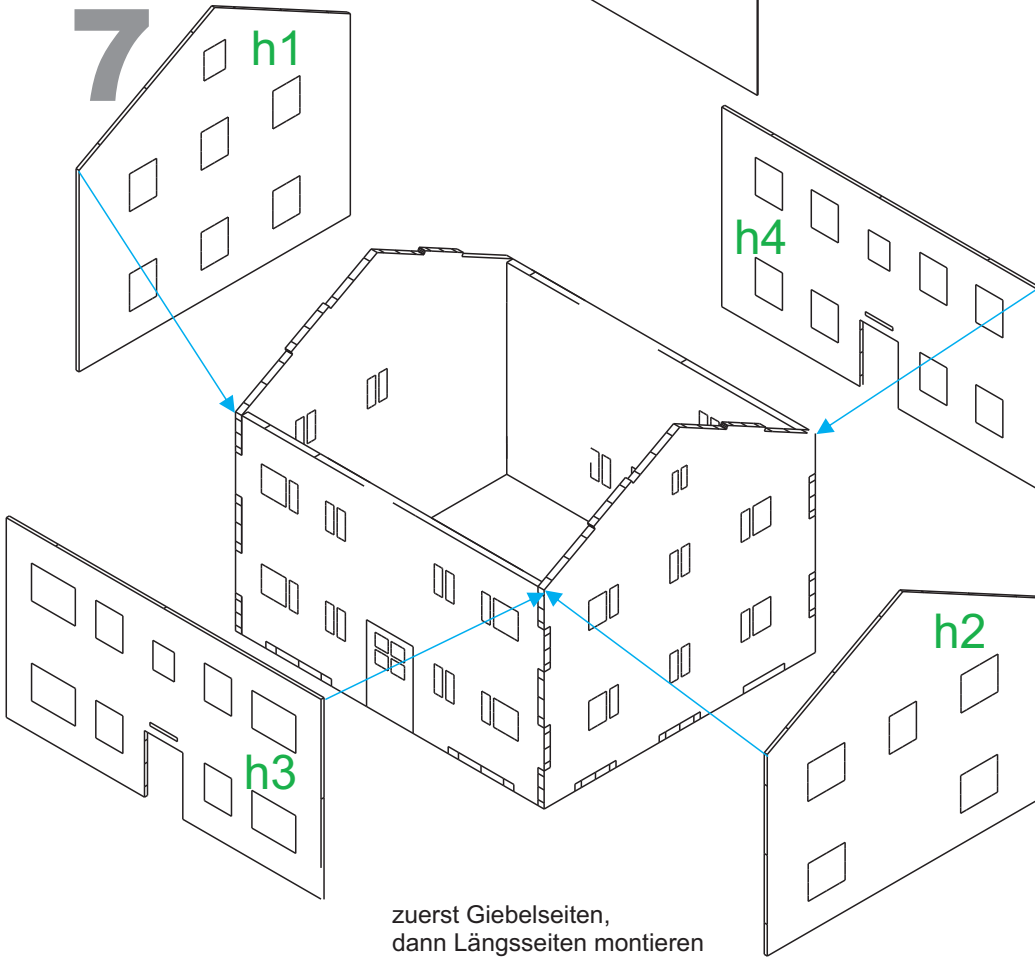 7
h1
h4
h2
h3
zuerst Giebelseiten,
dann Längsseiten montieren